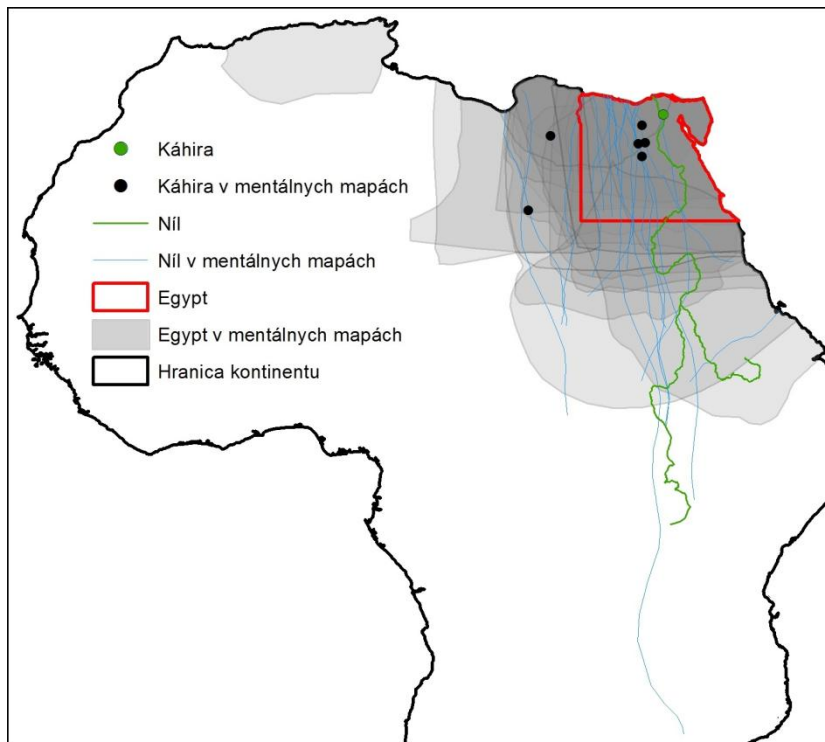 Káhira
Káhira v mentálnych mapách
Níl
Níl v mentálnych mapách
Egypt
Egypt v mentálnych mapách
Hranica kontinentu